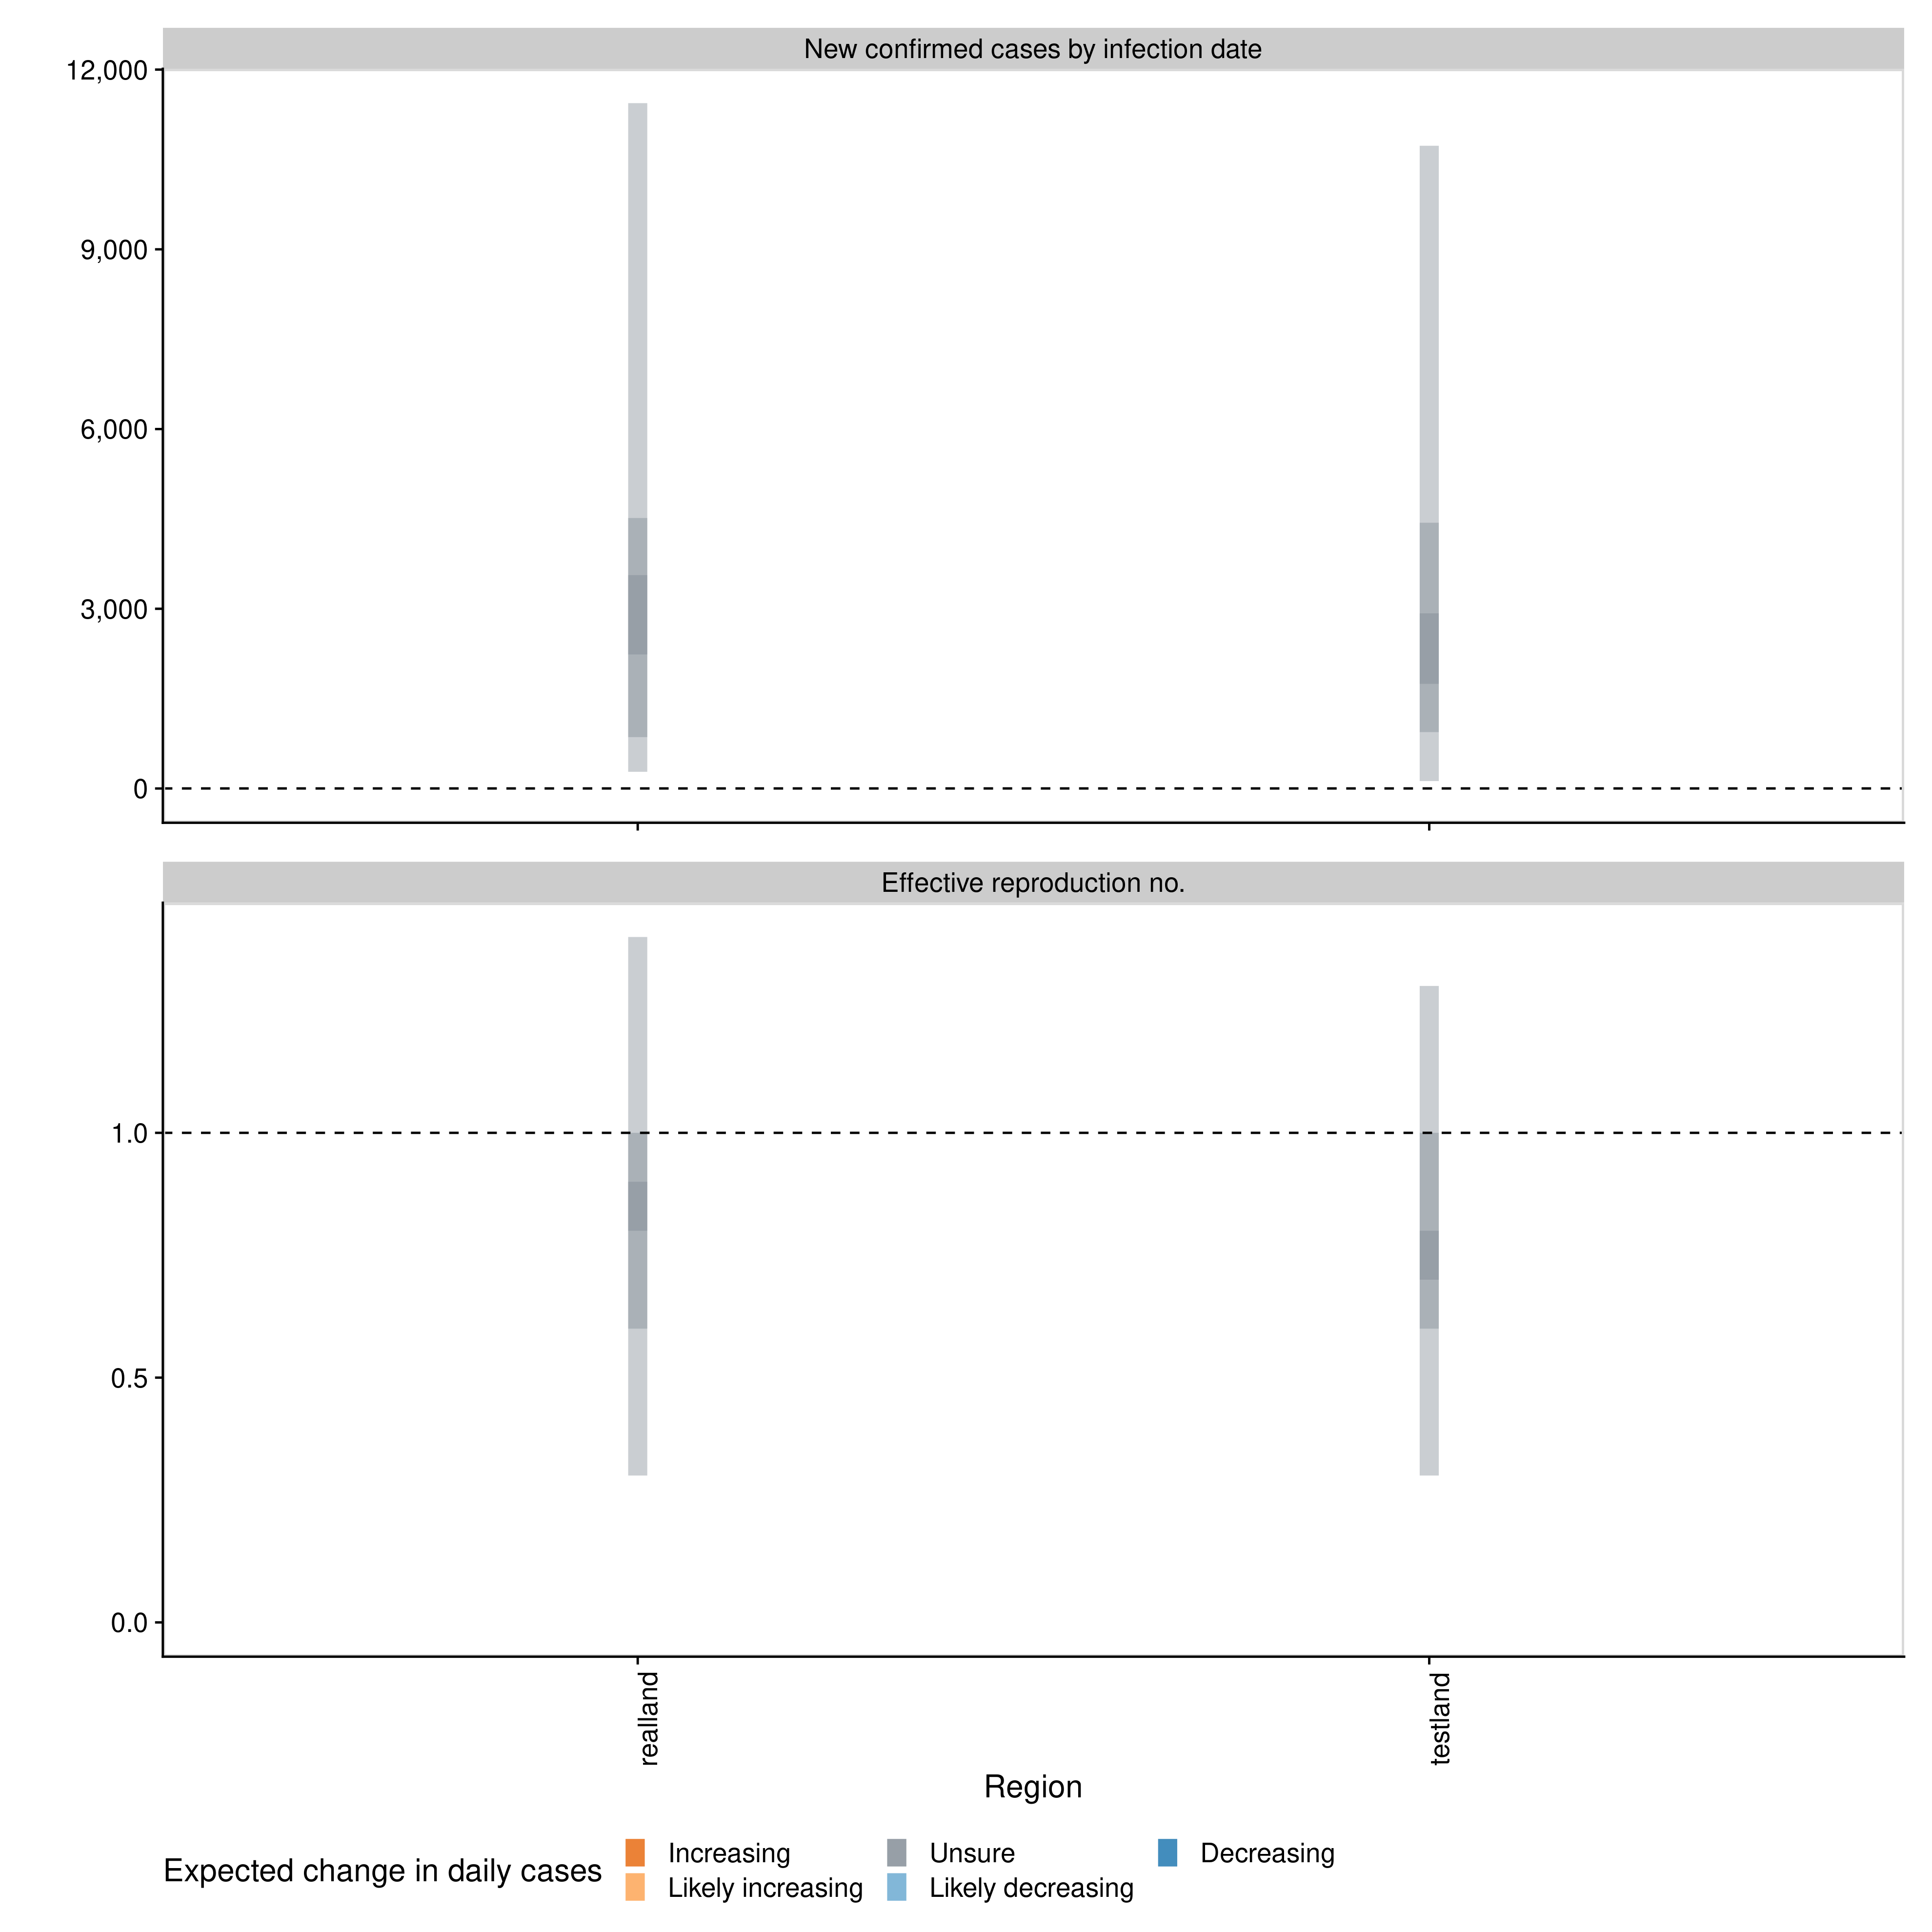 New confirmed cases by infection date
12,000
9,000
6,000
3,000
0
Effective reproduction no.
1.0
0.5
0.0
realland
testland
Region
Expected change in daily cases
Increasing
Likely increasing
Unsure
Likely decreasing
Decreasing